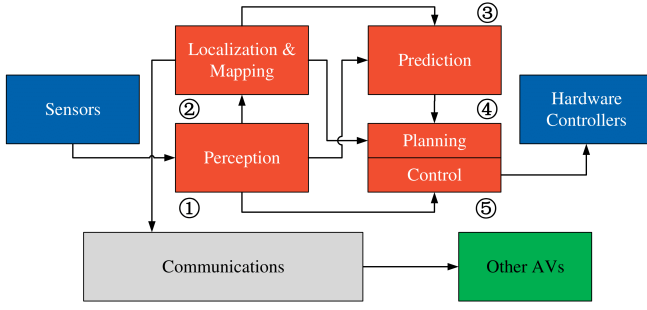 ③
Localization &
Mapping
Prediction
Hardware
Controllers
Sensors
②
④
Perception
Planning
Control
①
⑤
Communications
Other AVs